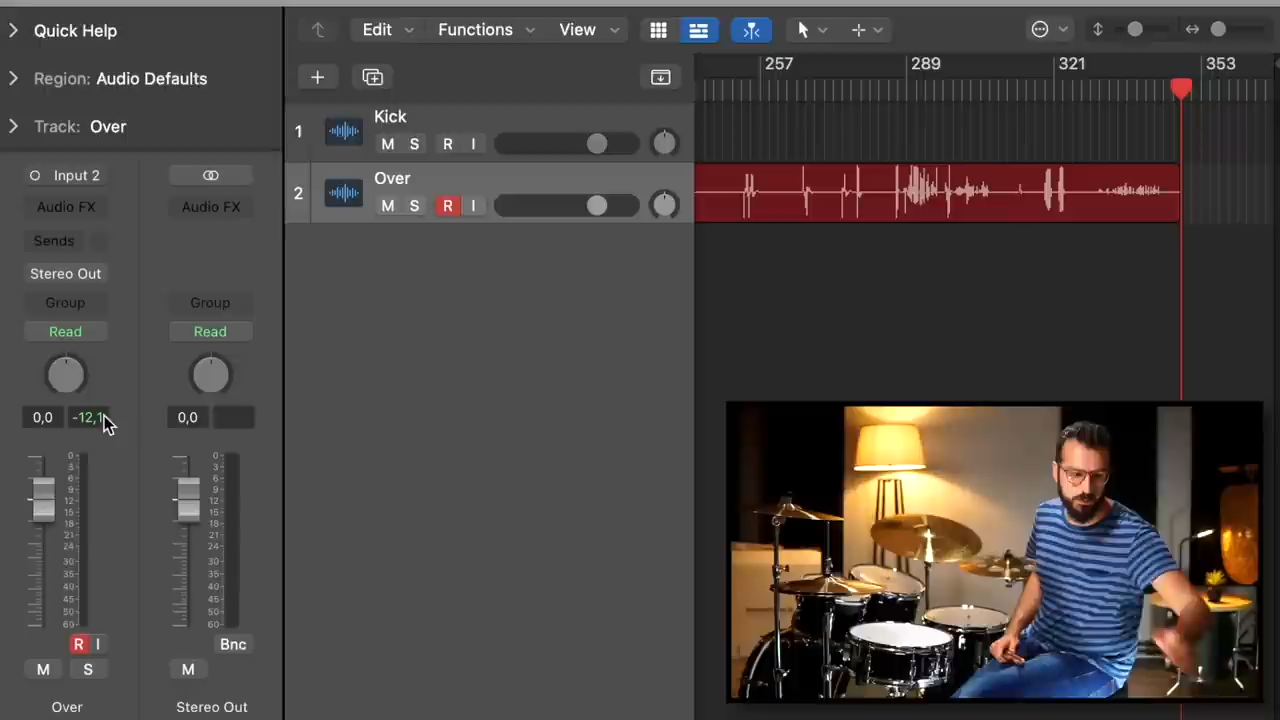 Quick Help
Region: Audio Defaults
Track: Over
Input 2
Audio FX
Audio FX
Sends
Stereo Out
Group
Group
Read
Read
0,0
-12,1
0,0
0
3
6
9
12
15
18
21
24
30
35
40
45
50
60
0
3
6
9
12
15
18
21
24
30
35
40
45
50
60
R I
Bnc
M S
M
Over
Stereo Out
Edit Functions View
257 289 321 353
1 Kick
M S R I
2 Over
M S R I